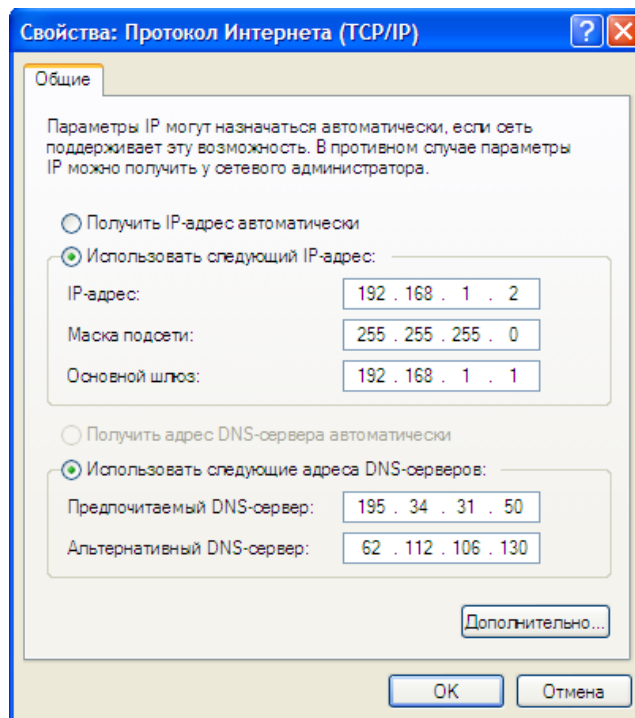 Свойства: Протокол Интернета (TCP/IP)
Общие
Параметры IP могут назначаться автоматически, если сеть
поддерживает эту возможность. В противном случае параметры
IP можно получить у сетевого администратора.
Получить IP-адрес автоматически
Использовать следующий IP-адрес:
IP-адрес: 192 . 168 . 1 . 2
Маска подсети: 255 . 255 . 255 . 0
Основной шлюз: 192 . 168 . 1 . 1
Получить адрес DNS-сервера автоматически
Использовать следующие адреса DNS-серверов:
Предпочитаемый DNS-сервер: 195 . 34 . 31 . 50
Альтернативный DNS-сервер: 62 . 112 . 106 . 130
Дополнительно...
OK Отмена